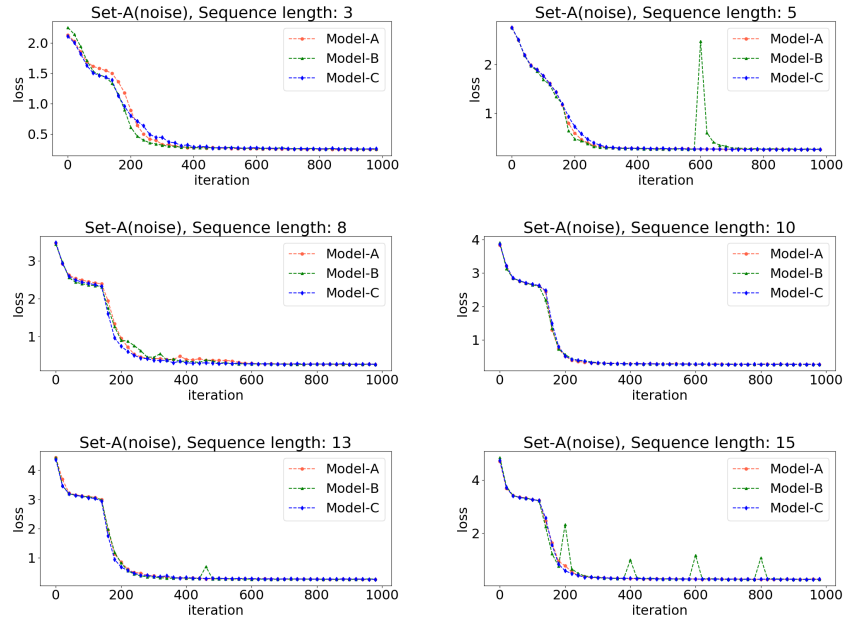 Set-A(noise), Sequence length: 3
Model-A
Model-B
Model-C
loss
2.0
1.5
1.0
0.5
0 200 400 600 800 1000
iteration
Set-A(noise), Sequence length: 5
Model-A
Model-B
Model-C
loss
2
1
0 200 400 600 800 1000
iteration
Set-A(noise), Sequence length: 8
Model-A
Model-B
Model-C
loss
3
2
1
0 200 400 600 800 1000
iteration
Set-A(noise), Sequence length: 10
Model-A
Model-B
Model-C
loss
4
3
2
1
0 200 400 600 800 1000
iteration
Set-A(noise), Sequence length: 13
Model-A
Model-B
Model-C
loss
4
3
2
1
0 200 400 600 800 1000
iteration
Set-A(noise), Sequence length: 15
Model-A
Model-B
Model-C
loss
4
2
0 200 400 600 800 1000
iteration